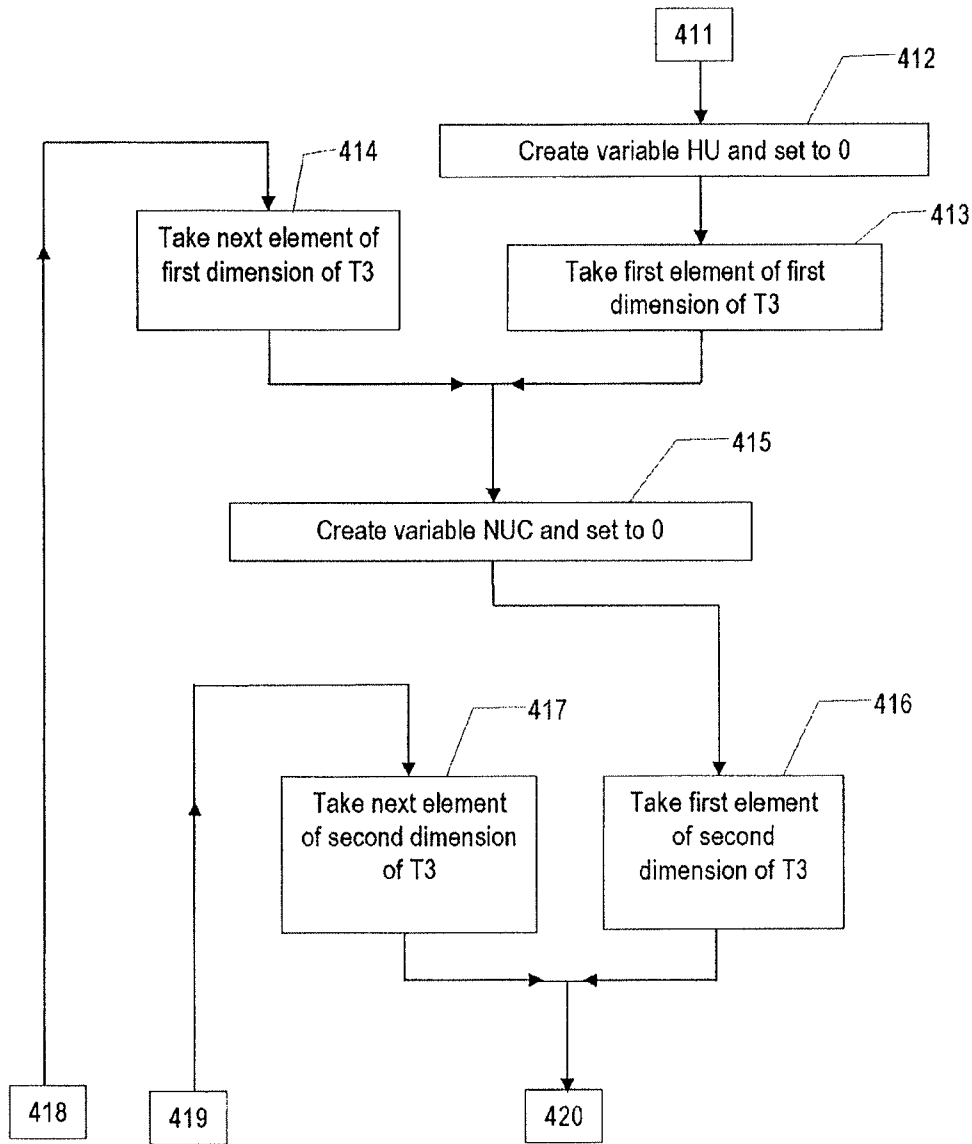 411
412
Create variable HU and set to 0
414
Take next element of
first dimension of T3
413
Take first element of first
dimension of T3
415
Create variable NUC and set to 0
417
Take next element
of second dimension
of T3
416
Take first element
of second
dimension of T3
418
419
420